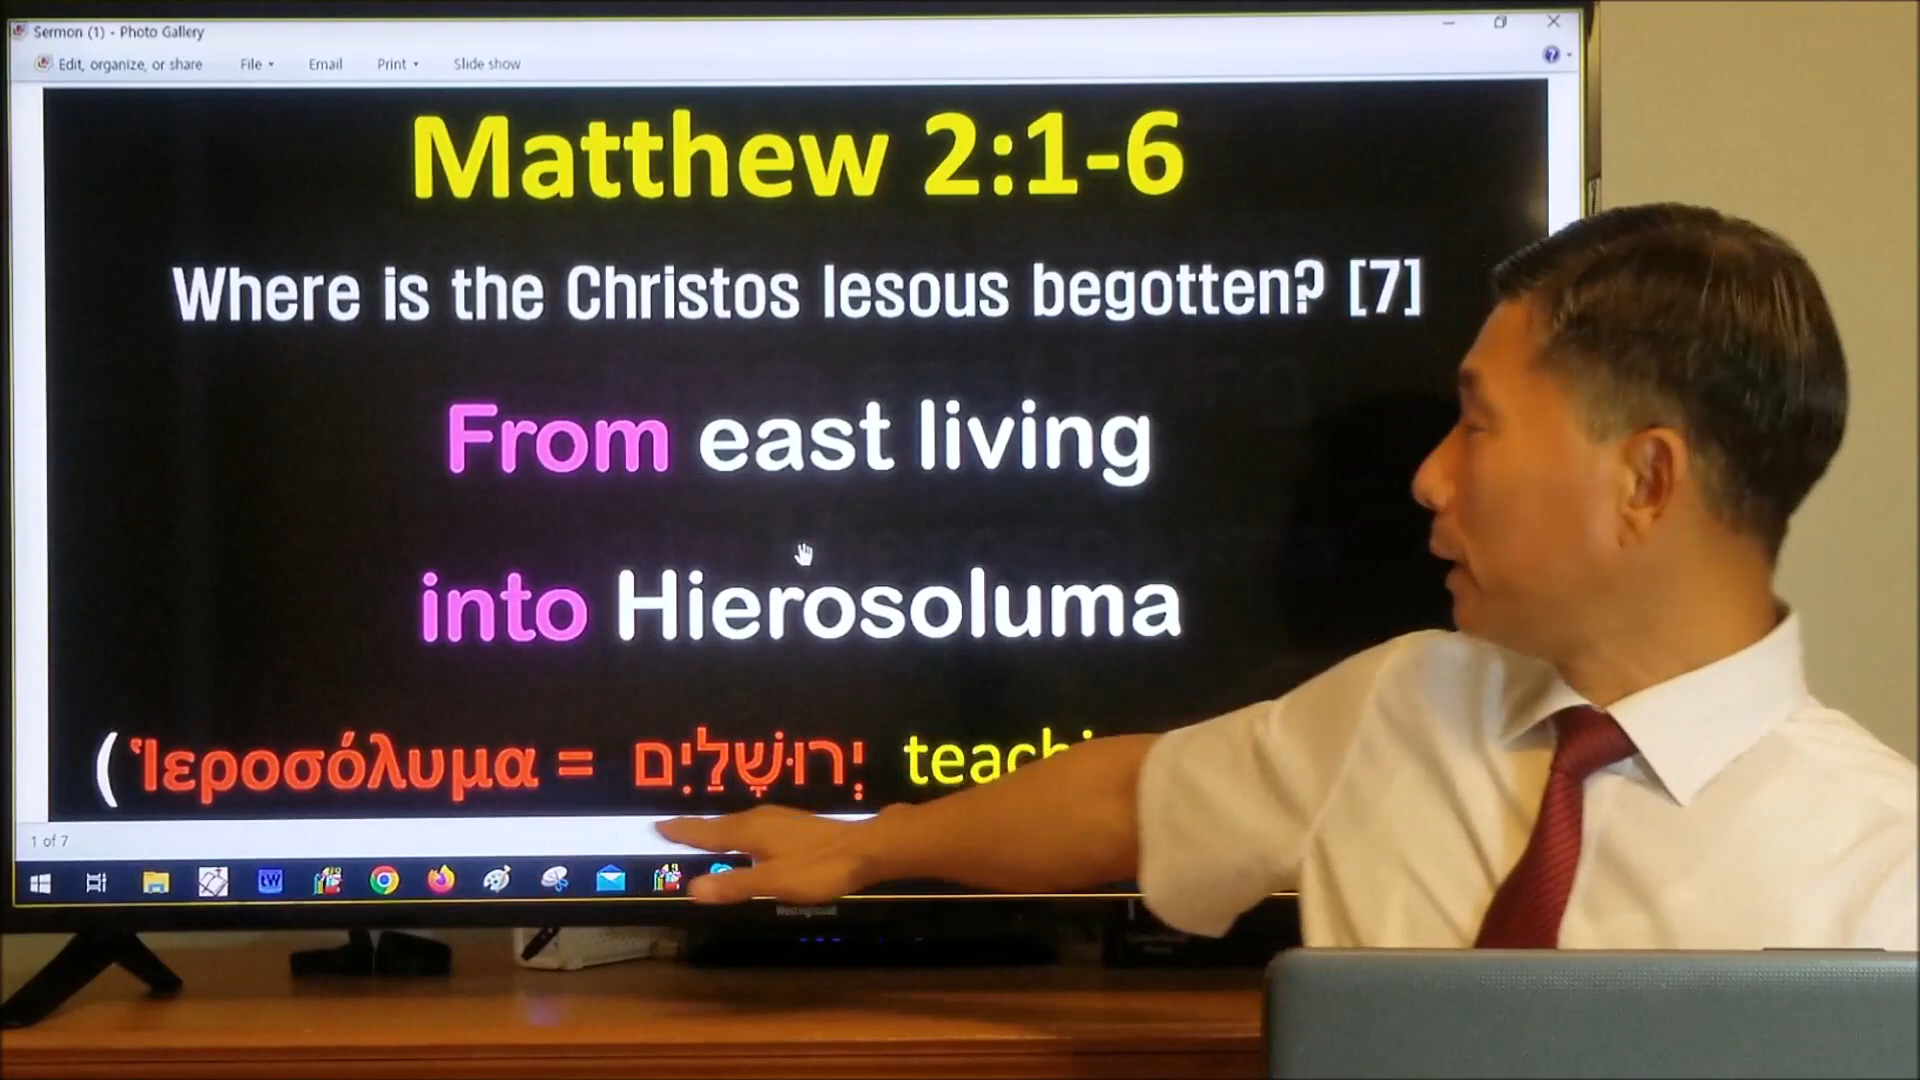 Sermon (1) - Photo Gallery
Edit, organize, or share File Email Print Slide show
Matthew 2:1-6
Where is the Christos Iesous begotten? [7]
From east living
into Hierosoluma
(Ἱεροσόλυμα = יְרוּשָׁלַיִם
1 of 7
Westinghouse